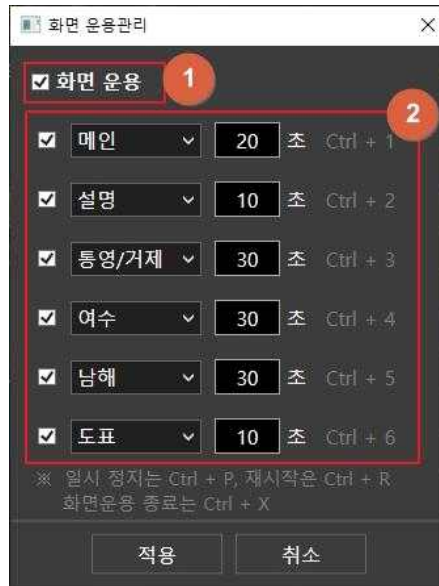 화면 운용관리
화면 운용 1
2
메인 20 초 Ctrl + 1
설명 10 초 Ctrl + 2
통영/거제 30 초 Ctrl + 3
여수 30 초 Ctrl + 4
남해 30 초 Ctrl + 5
도표 10 초 Ctrl + 6
※ 일시 정지는 Ctrl + P, 재시작은 Ctrl + R
화면운용 종료는 Ctrl + X
적용 취소